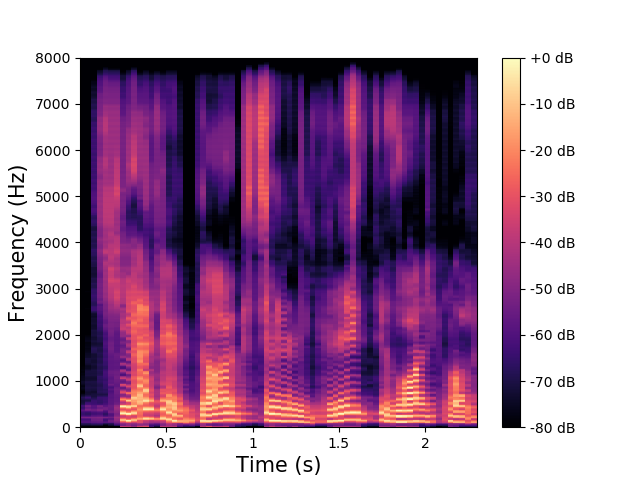 8000
7000
6000
5000
4000
3000
2000
1000
0
Frequency (Hz)
0
0.5
1
1.5
2
Time (s)
+0 dB
-10 dB
-20 dB
-30 dB
-40 dB
-50 dB
-60 dB
-70 dB
-80 dB